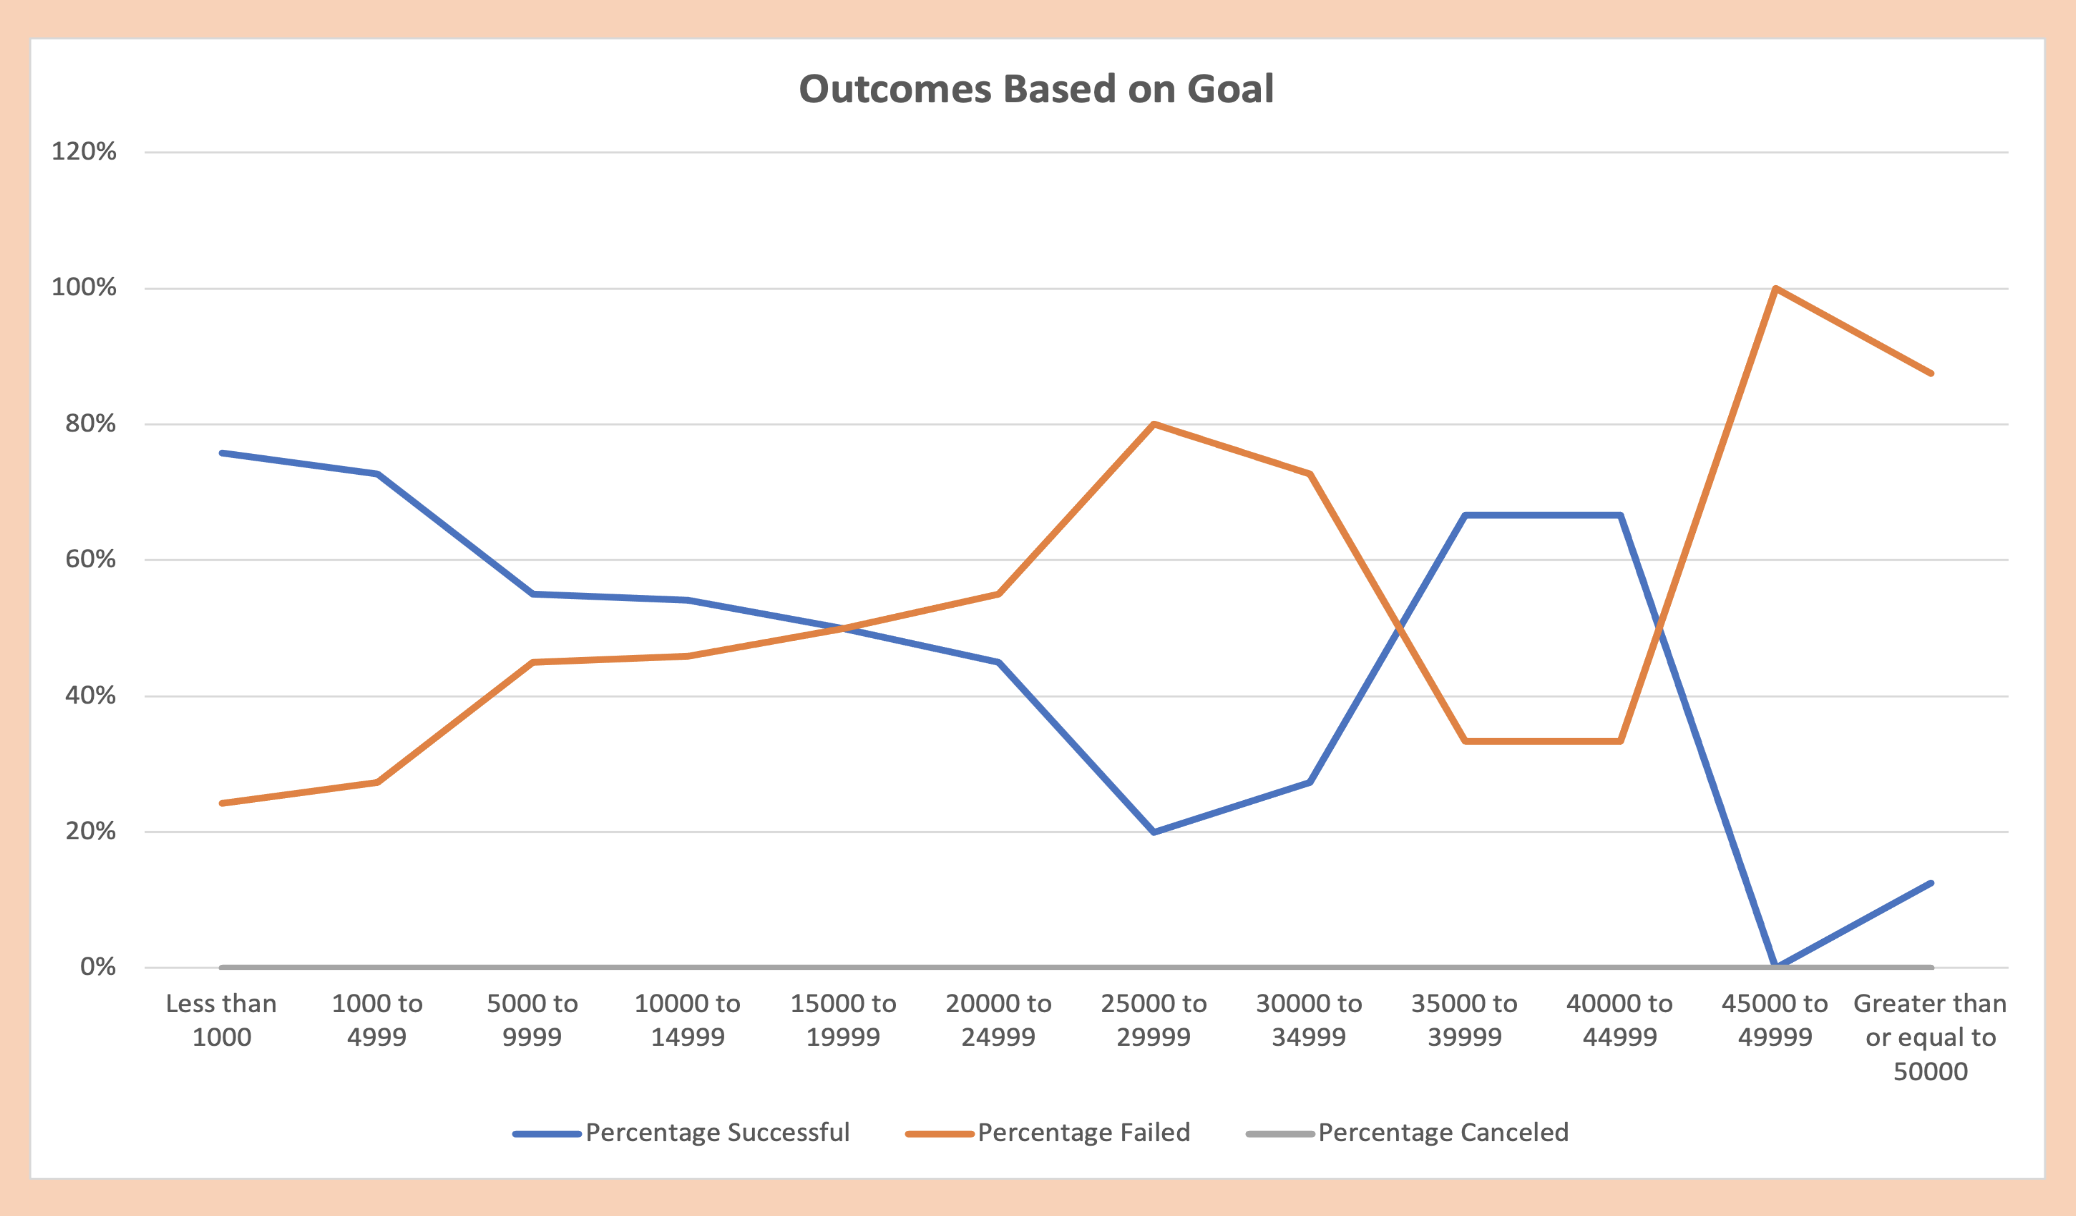 Outcomes Based on Goal
120%
100%
80%
60%
40%
20%
0%
Less than
1000
1000 to
4999
5000 to
9999
10000 to
14999
15000 to
19999
20000 to
24999
25000 to
29999
30000 to
34999
35000 to
39999
40000 to
44999
45000 to
49999
Greater than
or equal to
50000
Percentage Successful
Percentage Failed
Percentage Canceled